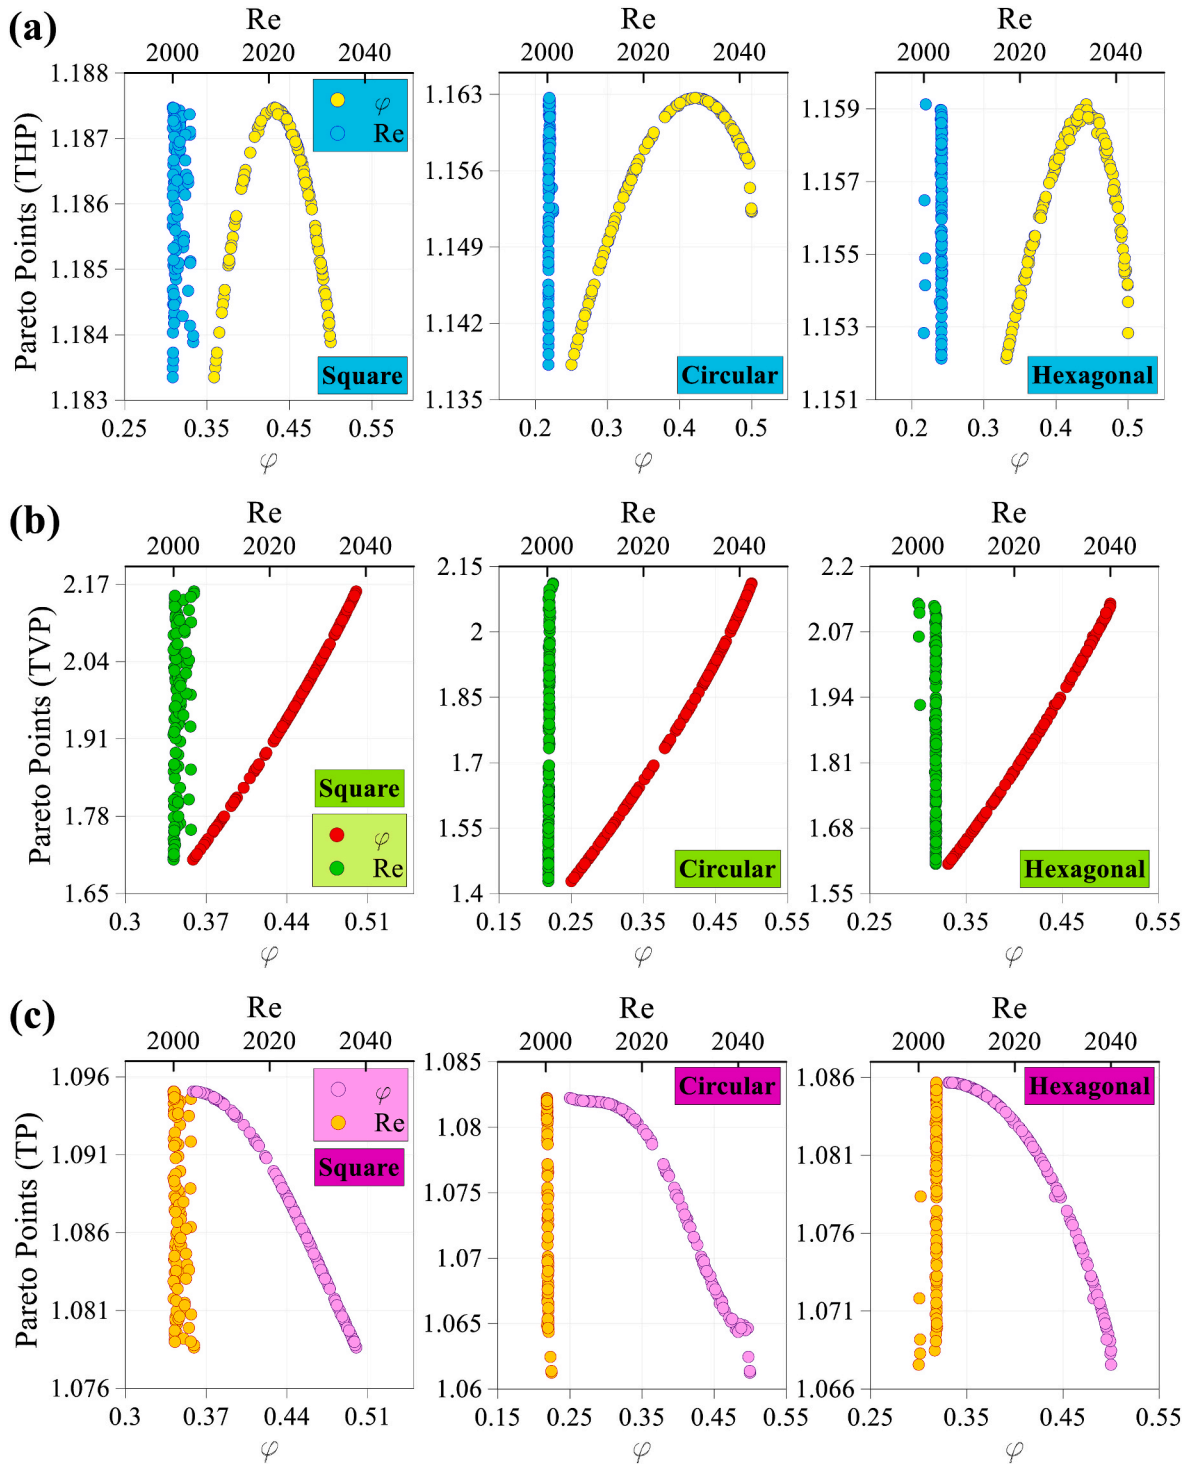 (a)
Re Re Re
2000 2020 2040 2000 2020 2040 2000 2020 2040
Pareto Points (THP)
1.188
1.187
1.186
1.185
1.184
1.183
φ
Re
Square
0.25 0.35 0.45 0.55
φ
1.163
1.156
1.149
1.142
1.135
Circular
0.2 0.3 0.4 0.5
φ
1.159
1.157
1.155
1.153
1.151
Hexagonal
0.2 0.3 0.4 0.5
φ
(b)
Re Re Re
2000 2020 2040 2000 2020 2040 2000 2020 2040
Pareto Points (TVP)
2.17
2.04
1.91
1.78
1.65
Square
φ
Re
0.3 0.37 0.44 0.51
φ
2.15
2
1.85
1.7
1.55
1.4
Circular
0.15 0.25 0.35 0.45 0.55
φ
2.2
2.07
1.94
1.81
1.68
1.55
Hexagonal
0.25 0.35 0.45 0.55
φ
(c)
Re Re Re
2000 2020 2040 2000 2020 2040 2000 2020 2040
Pareto Points (TP)
1.096
1.091
1.086
1.081
1.076
φ
Re
Square
0.3 0.37 0.44 0.51
φ
1.085
1.08
1.075
1.07
1.065
1.06
Circular
0.15 0.25 0.35 0.45 0.55
φ
1.086
1.081
1.076
1.071
1.066
Hexagonal
0.25 0.35 0.45 0.55
φ